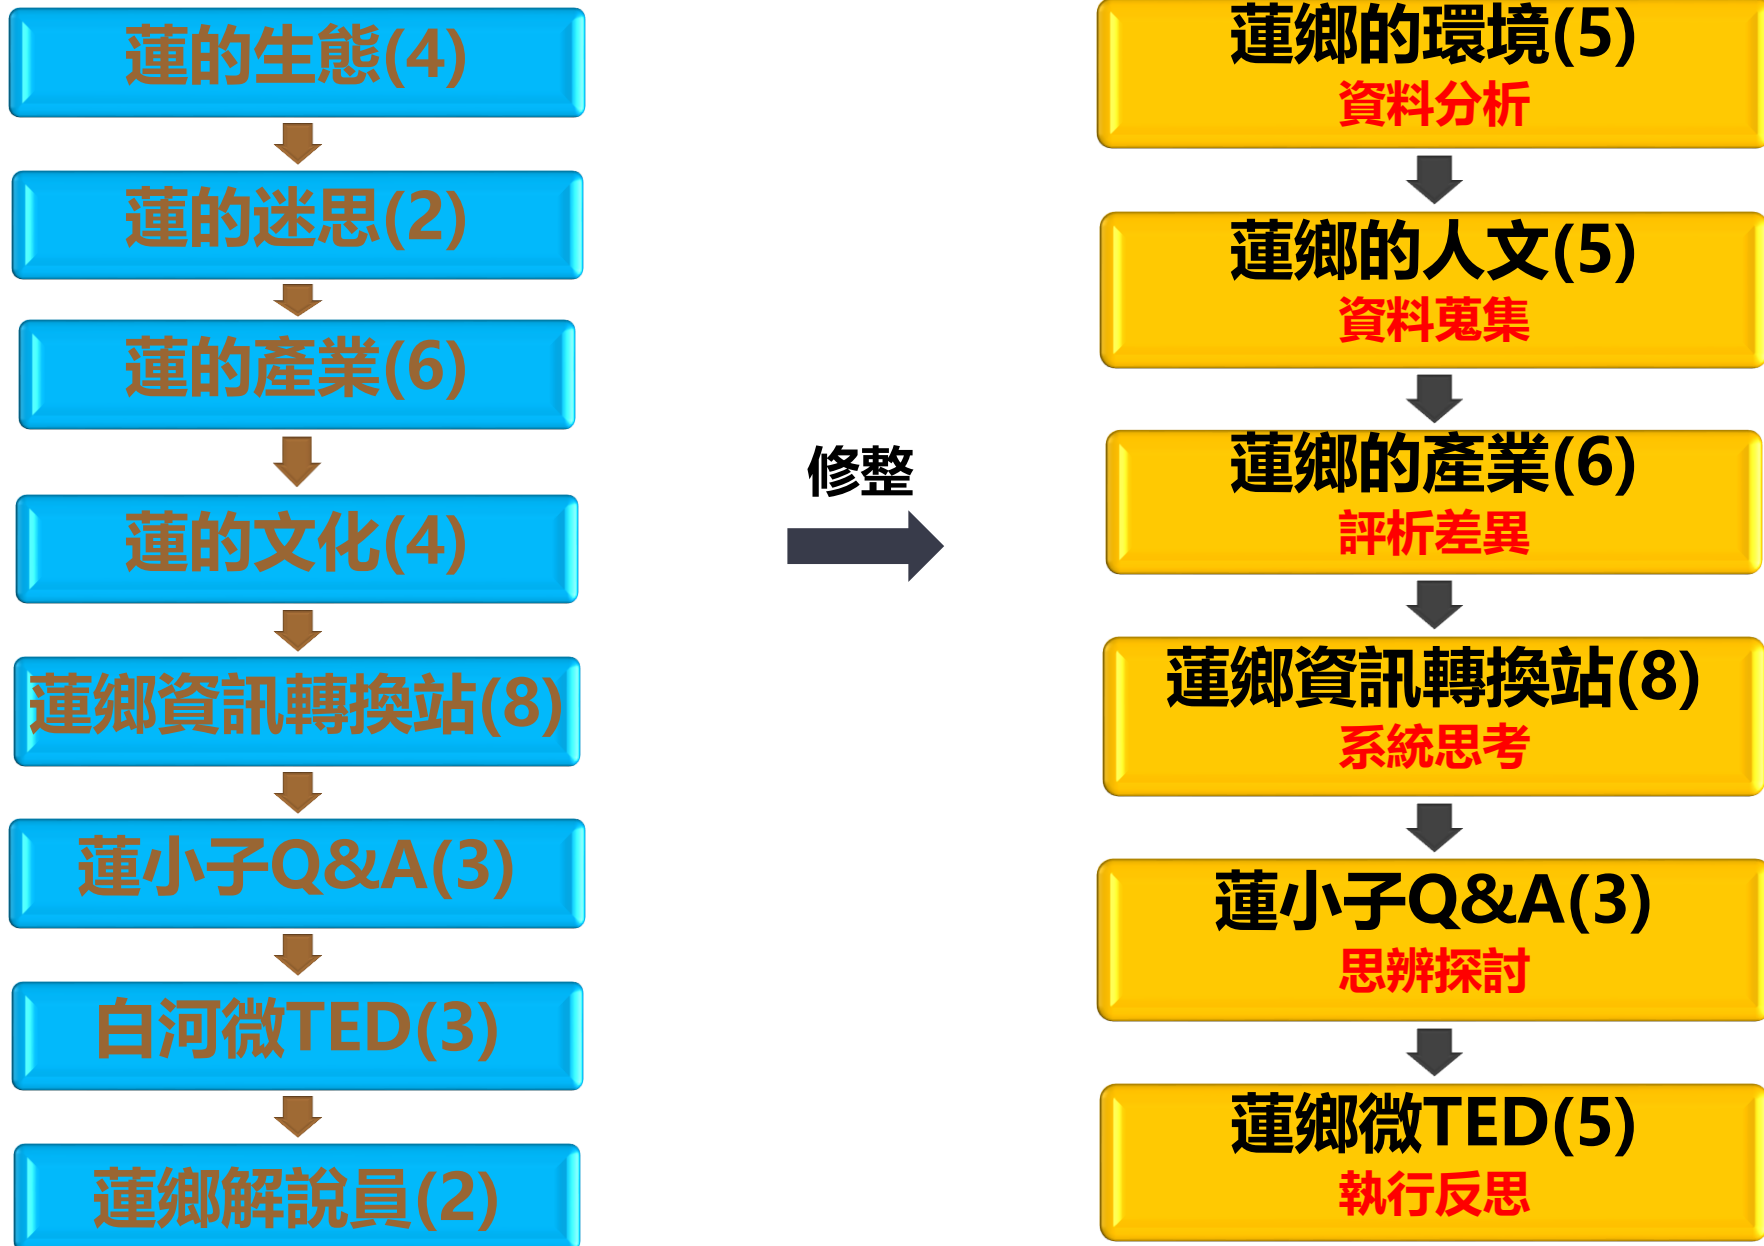 蓮的生態(4)
蓮的迷思(2)
蓮的產業(6)
蓮的文化(4)
蓮鄉資訊轉換站(8)
蓮小子Q&A(3)
白河微TED(3)
蓮鄉解說員(2)
修整
蓮鄉的環境(5)
資料分析
蓮鄉的人文(5)
資料蒐集
蓮鄉的產業(6)
評析差異
蓮鄉資訊轉換站(8)
系統思考
蓮小子Q&A(3)
思辨探討
蓮鄉微TED(5)
執行反思